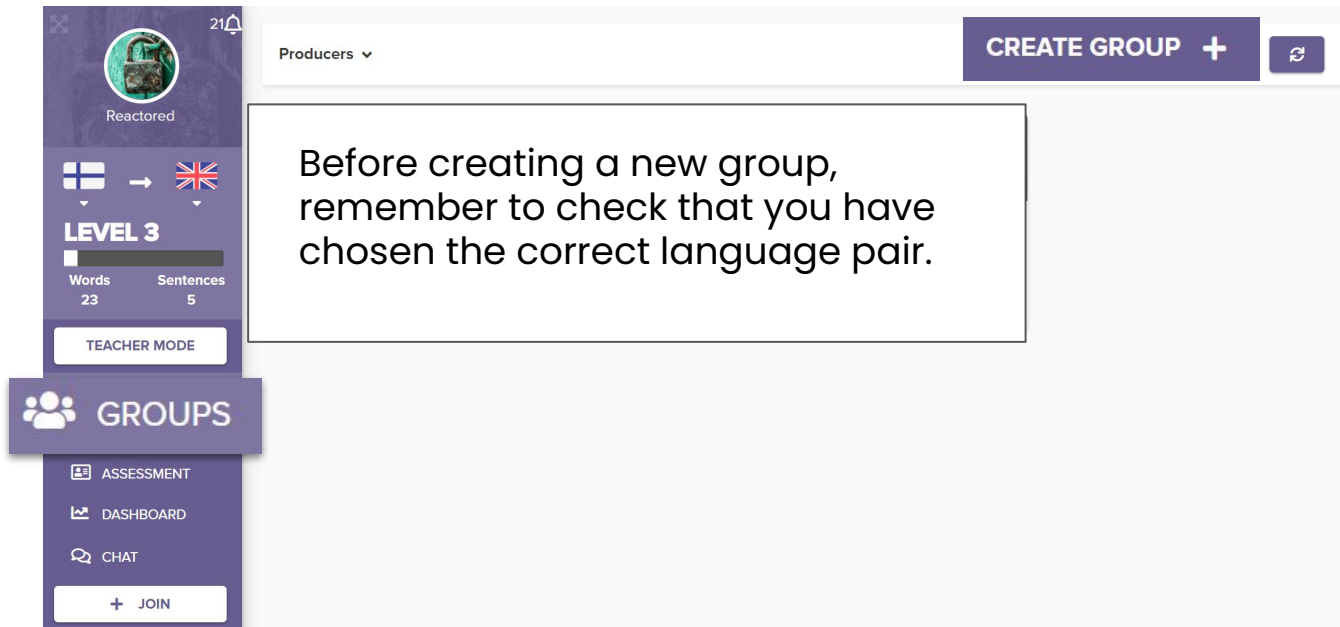 21
Reactored
LEVEL 3
Words Sentences
23 5
TEACHER MODE
GROUPS
ASSESSMENT
DASHBOARD
CHAT
+ JOIN
Producers
CREATE GROUP +
Before creating a new group,
remember to check that you have
chosen the correct language pair.